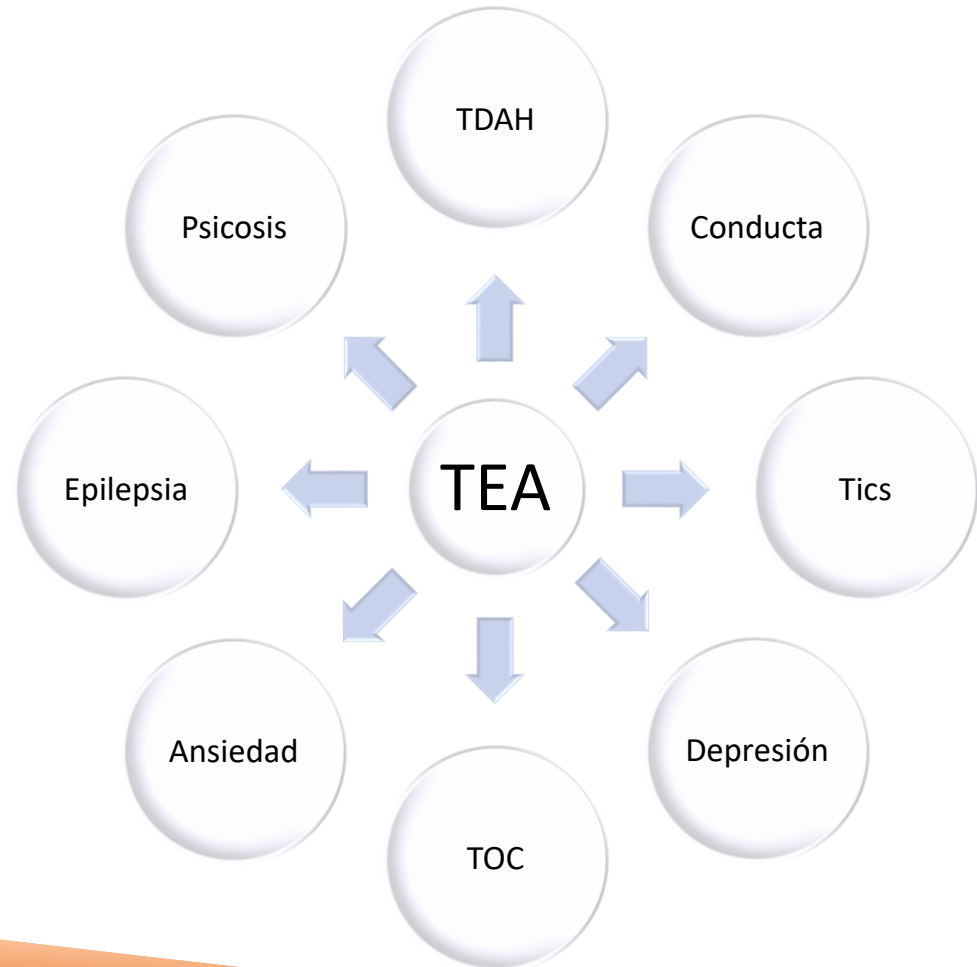 TDAH
Psicosis
Conducta
Epilepsia
TEA
Tics
Ansiedad
Depresión
TOC